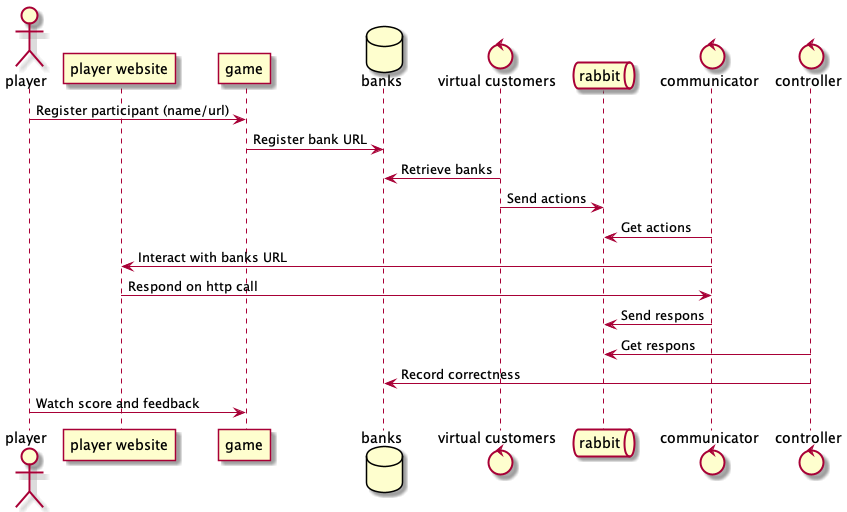 player
player website
game
banks
virtual customers
rabbit
communicator
controller
Register participant (name/url)
Register bank URL
Retrieve banks
Send actions
Get actions
Interact with banks URL
Respond on http call
Send respons
Get respons
Record correctness
Watch score and feedback
player
player website
game
banks
virtual customers
rabbit
communicator
controller